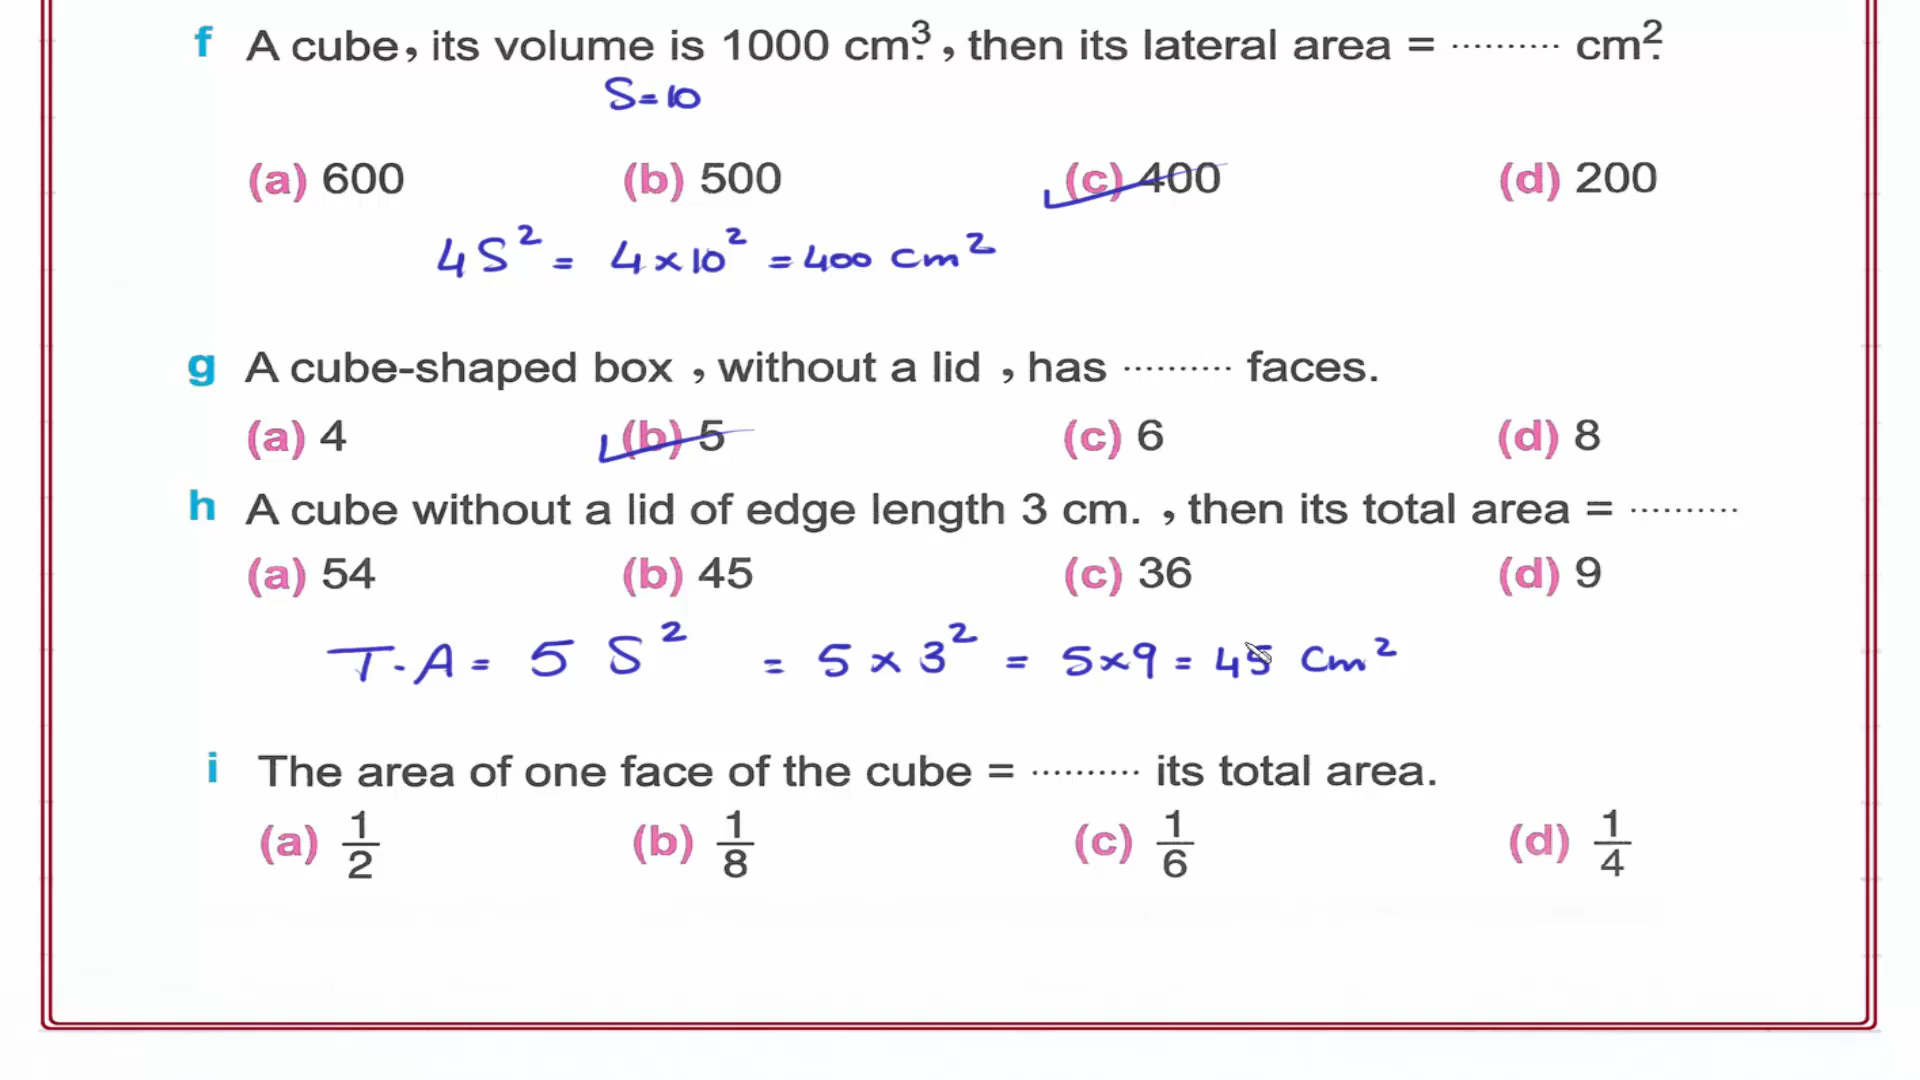 f A cube, its volume is 1000 cm³., then its lateral area = ·········· cm².
S=10
(a) 600 (b) 500 (c) 400 (d) 200
4S² = 4×10² = 400 cm²
g A cube-shaped box , without a lid , has ·········· faces.
(a) 4 (b) 5 (c) 6 (d) 8
h A cube without a lid of edge length 3 cm. , then its total area = ··········
(a) 54 (b) 45 (c) 36 (d) 9
T.A = 5 S² = 5 × 3² = 5×9 = 45 Cm²
i The area of one face of the cube = ·········· its total area.
(a) 1/2 (b) 1/8 (c) 1/6 (d) 1/4